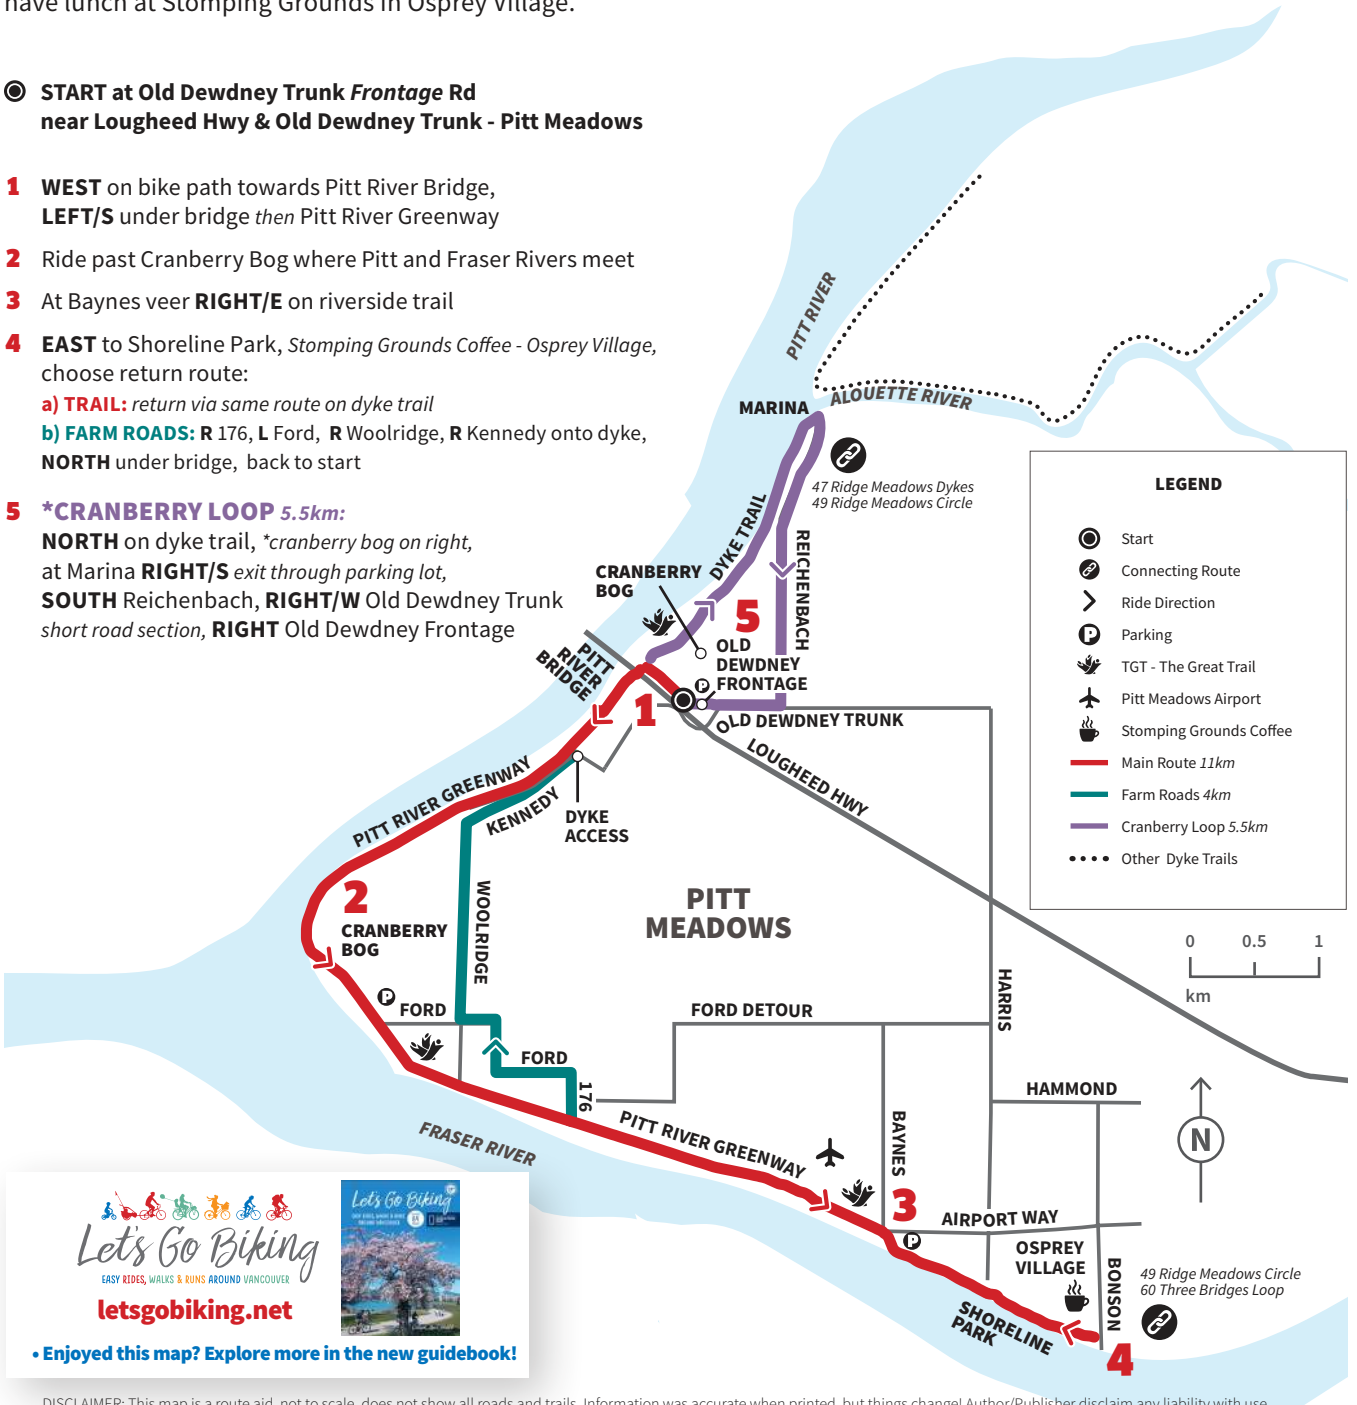 have lunch at Stomping Grounds in Osprey Village.
START at Old Dewdney Trunk Frontage Rd
near Lougheed Hwy & Old Dewdney Trunk - Pitt Meadows
1 WEST on bike path towards Pitt River Bridge,
LEFT/S under bridge then Pitt River Greenway
2 Ride past Cranberry Bog where Pitt and Fraser Rivers meet
3 At Baynes veer RIGHT/E on riverside trail
4 EAST to Shoreline Park, Stomping Grounds Coffee - Osprey Village,
choose return route:
a) TRAIL: return via same route on dyke trail
b) FARM ROADS: R 176, L Ford, R Woolridge, R Kennedy onto dyke,
NORTH under bridge, back to start
5 *CRANBERRY LOOP 5.5km:
NORTH on dyke trail, *cranberry bog on right,
at Marina RIGHT/S exit through parking lot,
SOUTH Reichenbach, RIGHT/W Old Dewdney Trunk
short road section, RIGHT Old Dewdney Frontage
PITT RIVER
ALOUETTE RIVER
MARINA
47 Ridge Meadows Dykes
49 Ridge Meadows Circle
DYKE TRAIL
REICHENBACH
CRANBERRY
BOG
5
OLD
DEWDNEY
FRONTAGE
P
PITT
RIVER
BRIDGE
1
OLD DEWDNEY TRUNK
LOUGHEED HWY
PITT RIVER GREENWAY
KENNEDY
DYKE
ACCESS
2
CRANBERRY
BOG
WOOLRIDGE
PITT
MEADOWS
P
FORD
FORD DETOUR
HARRIS
FORD
176
HAMMOND
FRASER RIVER
PITT RIVER GREENWAY
BAYNES
3
P
AIRPORT WAY
OSPREY
VILLAGE
BONSON
SHORELINE
PARK
4
49 Ridge Meadows Circle
60 Three Bridges Loop
LEGEND
Start
Connecting Route
Ride Direction
P Parking
TGT - The Great Trail
Pitt Meadows Airport
Stomping Grounds Coffee
Main Route 11km
Farm Roads 4km
Cranberry Loop 5.5km
Other Dyke Trails
0 0.5 1
km
N
Let's Go Biking
EASY RIDES, WALKS & RUNS AROUND VANCOUVER
letsgobiking.net
Let's Go Biking
• Enjoyed this map? Explore more in the new guidebook!
DISCLAIMER: This map is a route aid, not to scale, does not show all roads and trails. Information was accurate when printed, but things change! Author/Publisher disclaim any liability with use